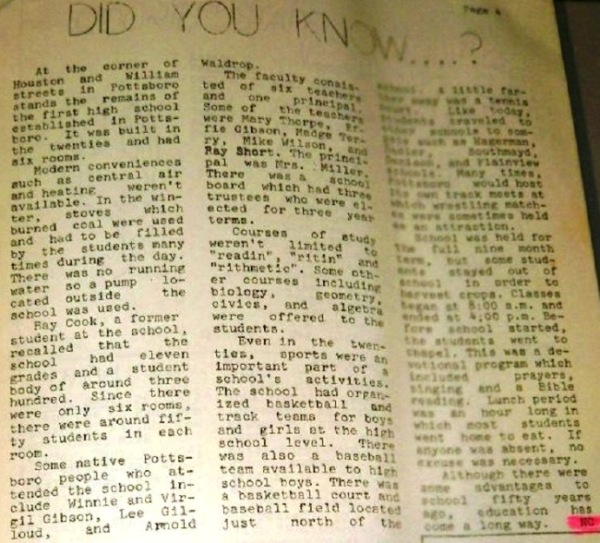 DID YOU KNOW.....?
Page 4
At the corner of
Houston and William
streets in Pottsboro
stands the remains of
the first high school
established in Potts-
boro. It was built in
the twenties and had
six rooms.
Modern conveniences
such as central air
and heating weren't
available. In the win-
ter, stoves which
burned coal were used
and had to be filled
by the students many
times during the day.
There was no running
water so a pump lo-
cated outside the
school was used.
Ray Cook, a former
student at the school,
recalled that the
school had eleven
grades and a student
body of around three
hundred. Since there
were only six rooms,
there were around fif-
ty students in each
room.
Some native Potts-
boro people who at-
tended the school in-
clude Winnie and Vir-
gil Gibson, Lee Gil-
loud, and Arnold
Waldrop.
The faculty consis-
ted of six teachers
and one principal.
Some of the teachers
were Mary Thorpe, Ef-
fie Gibson, Madge Ter-
ry, Mike Wilson, and
Ray Short. The princi-
pal was Mrs. Miller.
There was a school
board which had three
trustees who were el-
ected for three year
terms.
Courses of study
weren't limited to
"readin", "ritin" and
"rithmetic". Some oth-
er courses including
biology, geometry,
civics, and algebra
were offered to the
students.
Even in the twen-
ties, sports were an
important part of a
school's activities.
The school had organ-
ized basketball and
track teams for boys
and girls at the high
school level. There
was also a baseball
team available to high
school boys. There was
a basketball court and
baseball field located
just north of the
school. A little far-
ther away was a tennis
court. Like today,
students traveled to
schools to com-
such as Hagerman,
Southmayd,
and Plainview
Many times,
Pottsboro would host
its own track meets at
which wrestling match-
es sometimes held
as an attraction.
School was held for
the full nine month
term, but some stud-
ents stayed out of
school in order to
harvest crops. Classes
began at 8:00 a.m. and
ended at 4:00 p.m. Be-
fore school started,
the students went to
chapel. This was a de-
votional program which
included prayers,
singing and a Bible
reading. Lunch period
was an hour long in
which most students
went home to eat. If
anyone was absent, no
excuse was necessary.
Although there were
some advantages to
school fifty years
ago, education has
come a long way. NC